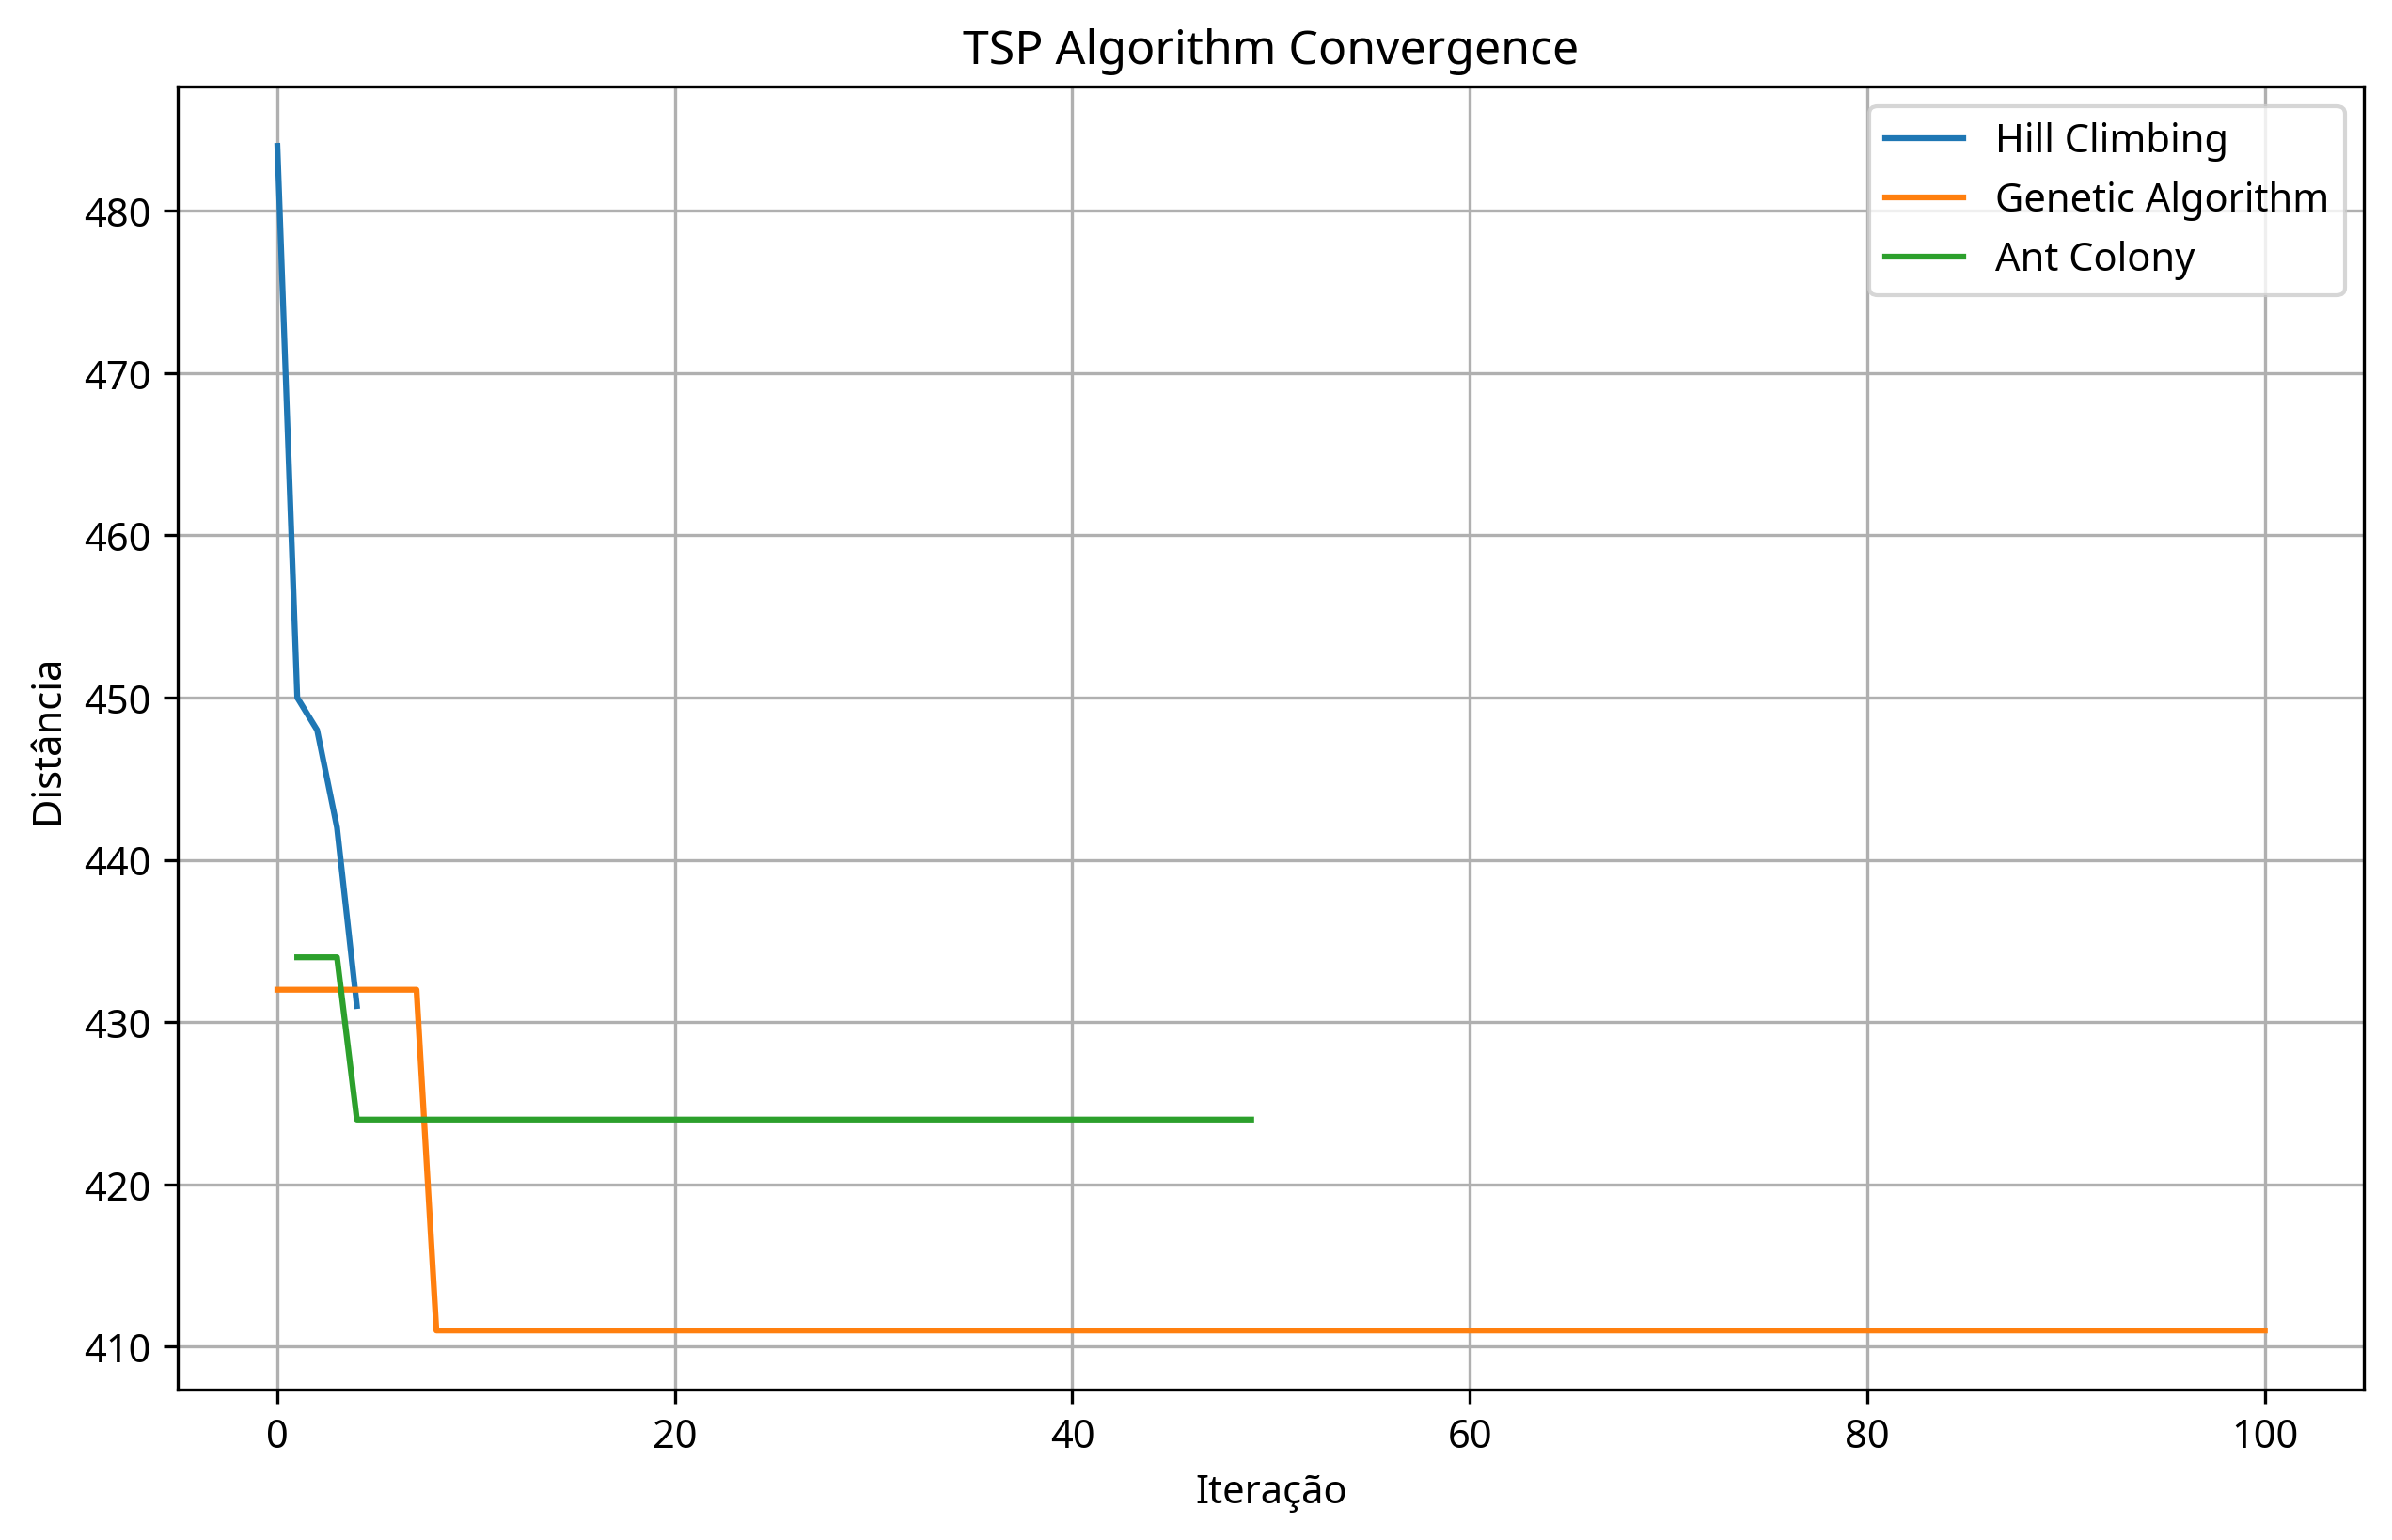 TSP Algorithm Convergence
Hill Climbing
Genetic Algorithm
Ant Colony
Distância
480
470
460
450
440
430
420
410
0 20 40 60 80 100
Iteração